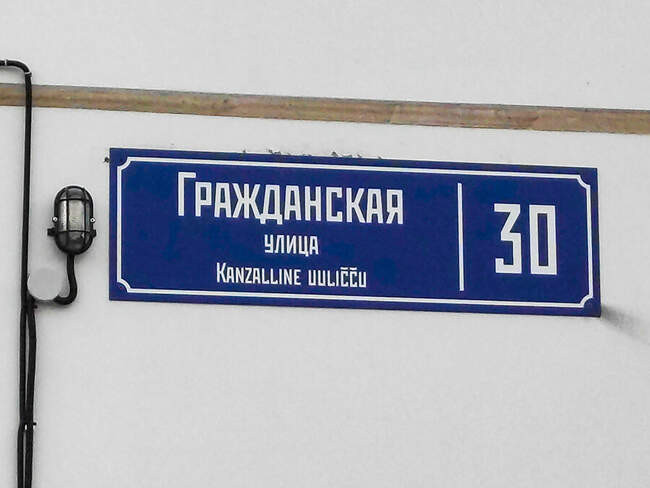 Гражданская
улица
Kanzalline uuličču
30